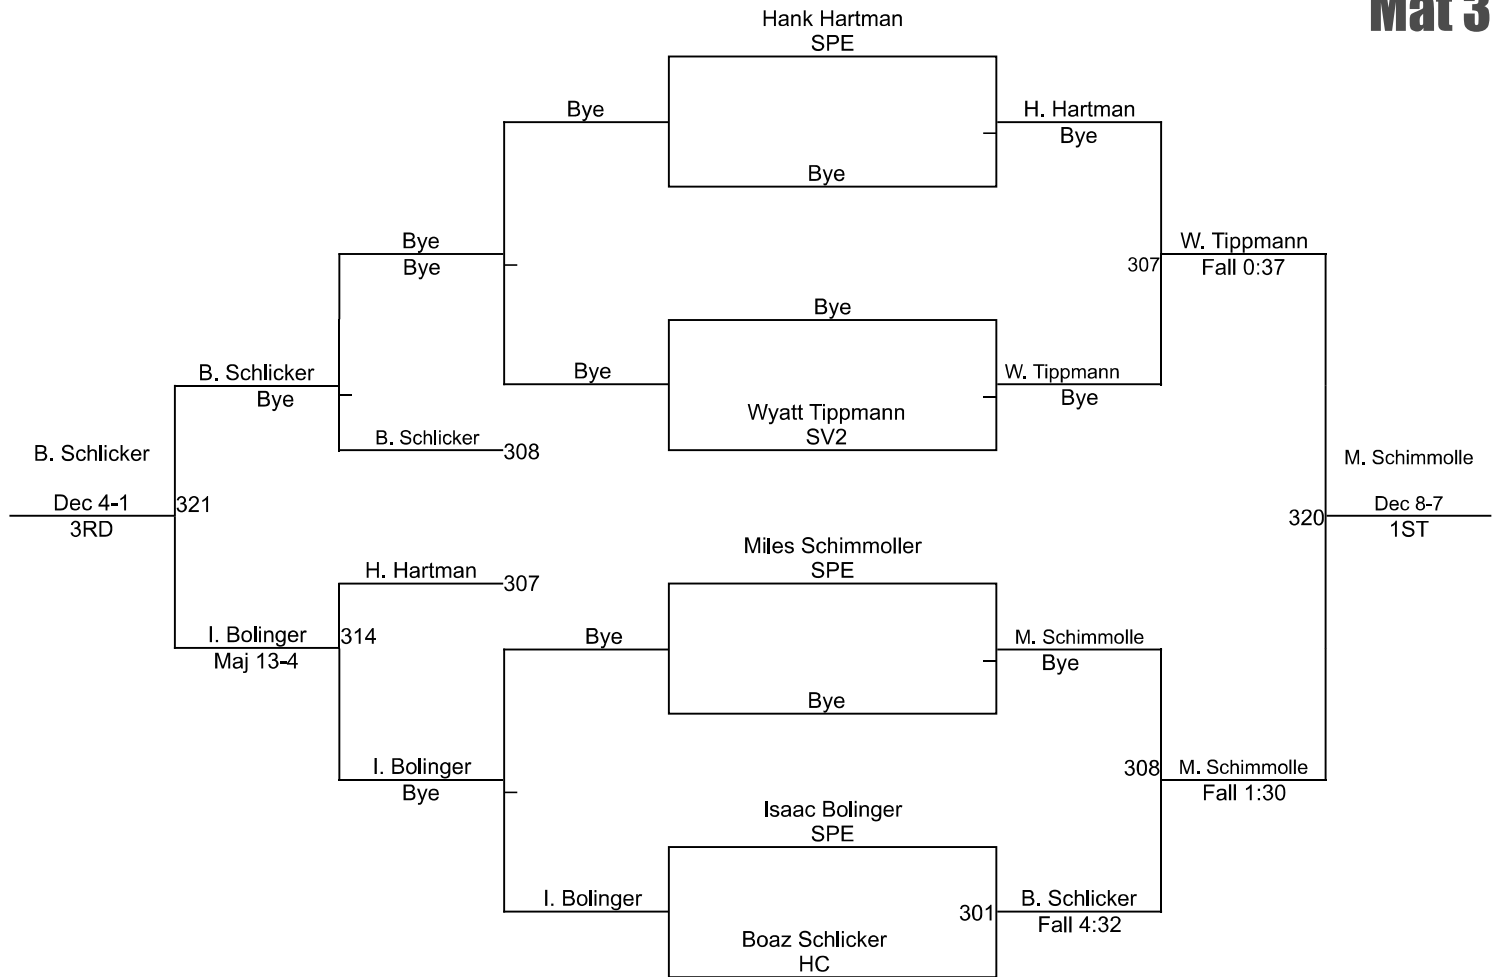 Mat 3
Hank Hartman
SPE
Bye
H. Hartman
Bye
Bye
Bye
Bye
W. Tippmann
307
Fall 0:37
Bye
B. Schlicker
Bye
Bye
W. Tippmann
Bye
Wyatt Tippmann
SV2
B. Schlicker
308
B. Schlicker
M. Schimmolle
Dec 4-1
321
3RD
320
Dec 8-7
1ST
Miles Schimmoller
SPE
H. Hartman
307
I. Bolinger
314
Maj 13-4
Bye
M. Schimmolle
Bye
Bye
I. Bolinger
Bye
308
M. Schimmolle
Fall 1:30
Isaac Bolinger
SPE
I. Bolinger
301
B. Schlicker
Fall 4:32
Boaz Schlicker
HC